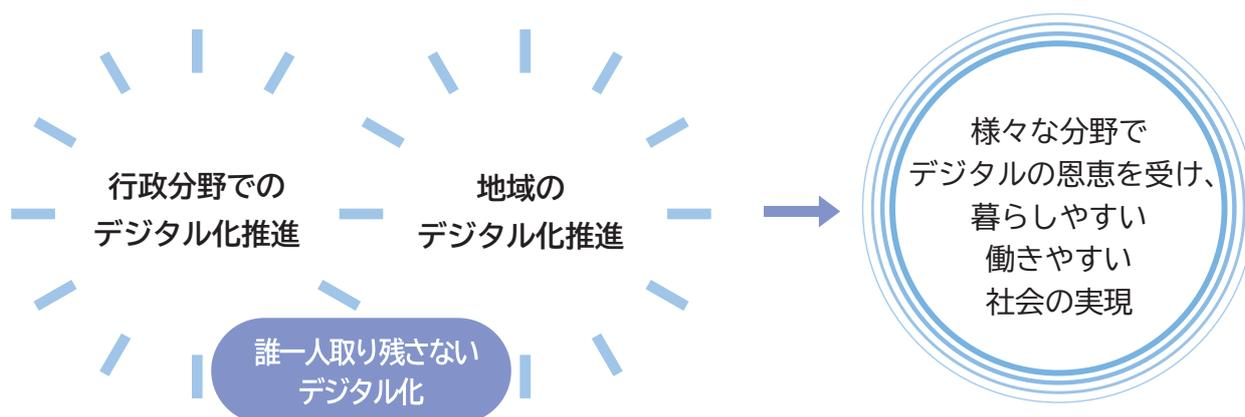 行政分野での
デジタル化推進
地域の
デジタル化推進
誰一人取り残さない
デジタル化
様々な分野で
デジタルの恩恵を受け、
暮らしやすい
働きやすい
社会の実現